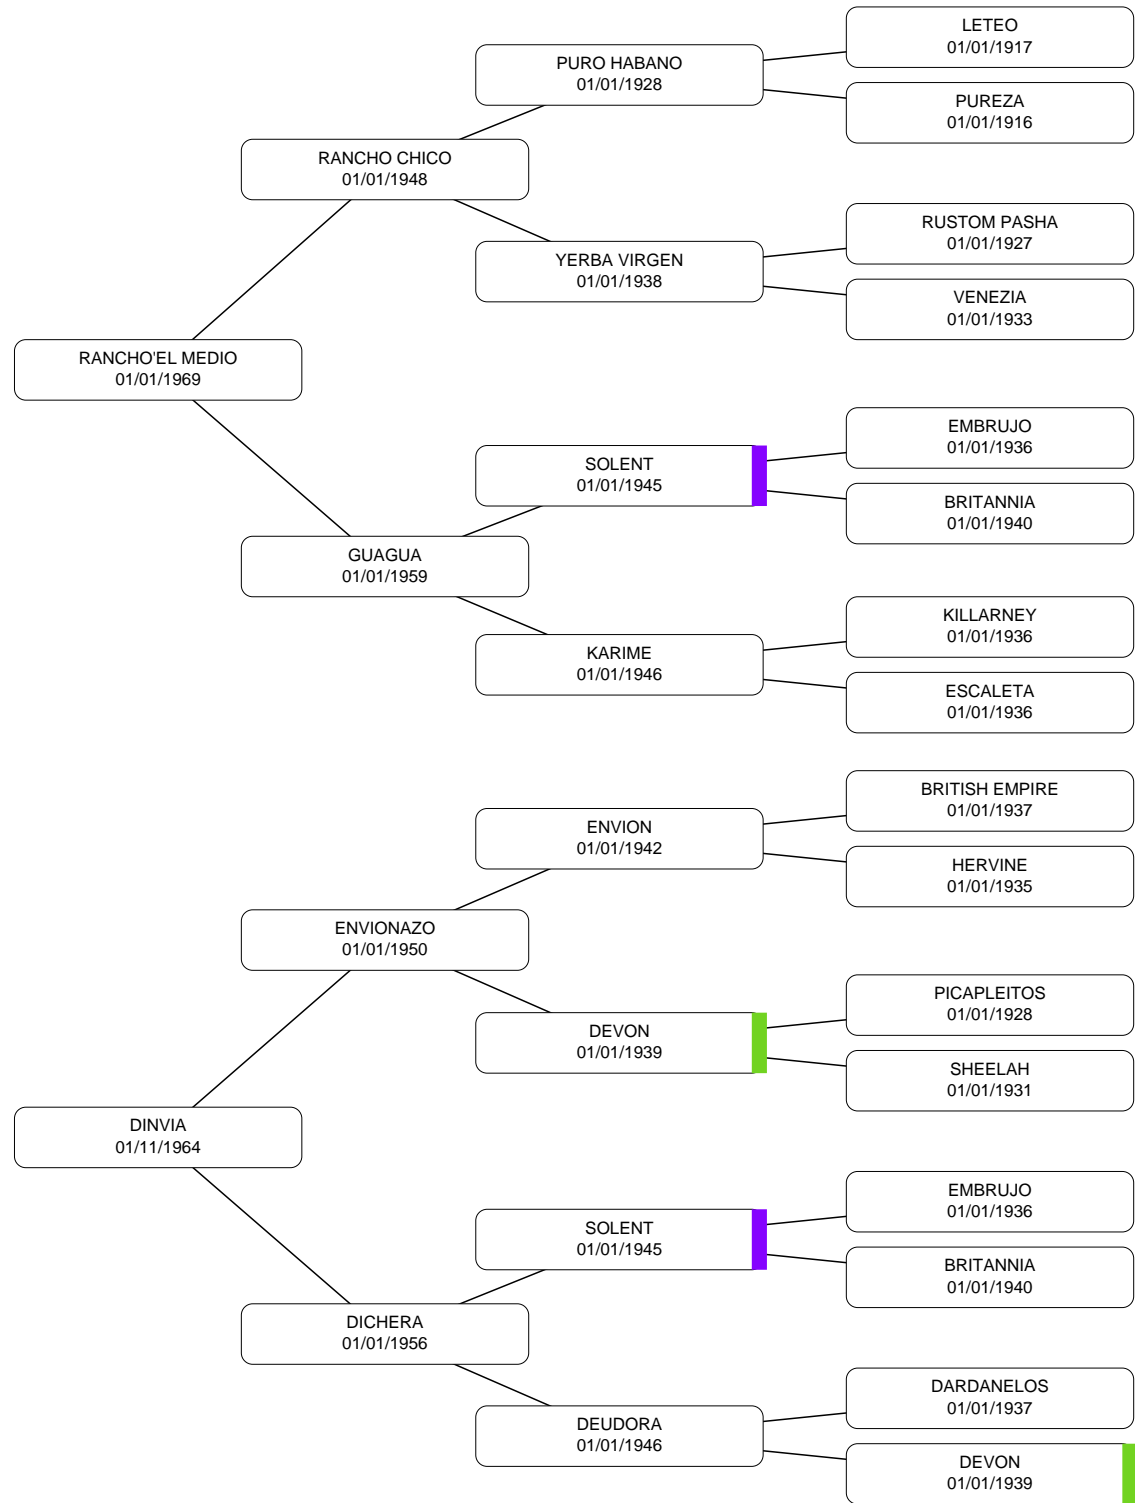 LETEO
01/01/1917
PURO HABANO
01/01/1928
PUREZA
01/01/1916
RANCHO CHICO
01/01/1948
RUSTOM PASHA
01/01/1927
YERBA VIRGEN
01/01/1938
VENEZIA
01/01/1933
RANCHO'EL MEDIO
01/01/1969
EMBRUJO
01/01/1936
SOLENT
01/01/1945
BRITANNIA
01/01/1940
GUAGUA
01/01/1959
KILLARNEY
01/01/1936
KARIME
01/01/1946
ESCALETA
01/01/1936
BRITISH EMPIRE
01/01/1937
ENVION
01/01/1942
HERVINE
01/01/1935
ENVIONAZO
01/01/1950
PICAPLEITOS
01/01/1928
DEVON
01/01/1939
SHEELAH
01/01/1931
DINVIA
01/11/1964
EMBRUJO
01/01/1936
SOLENT
01/01/1945
BRITANNIA
01/01/1940
DICHERA
01/01/1956
DARDANELOS
01/01/1937
DEUDORA
01/01/1946
DEVON
01/01/1939